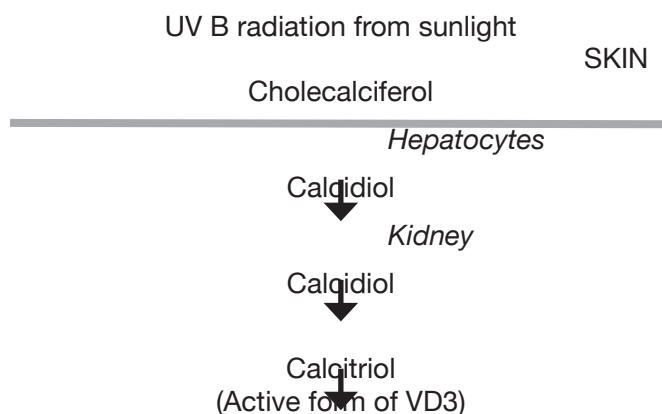 UV B radiation from sunlight
SKIN
Cholecalciferol
Hepatocytes
Calcidiol
Kidney
Calcidiol
Calcitriol
(Active form of VD3)